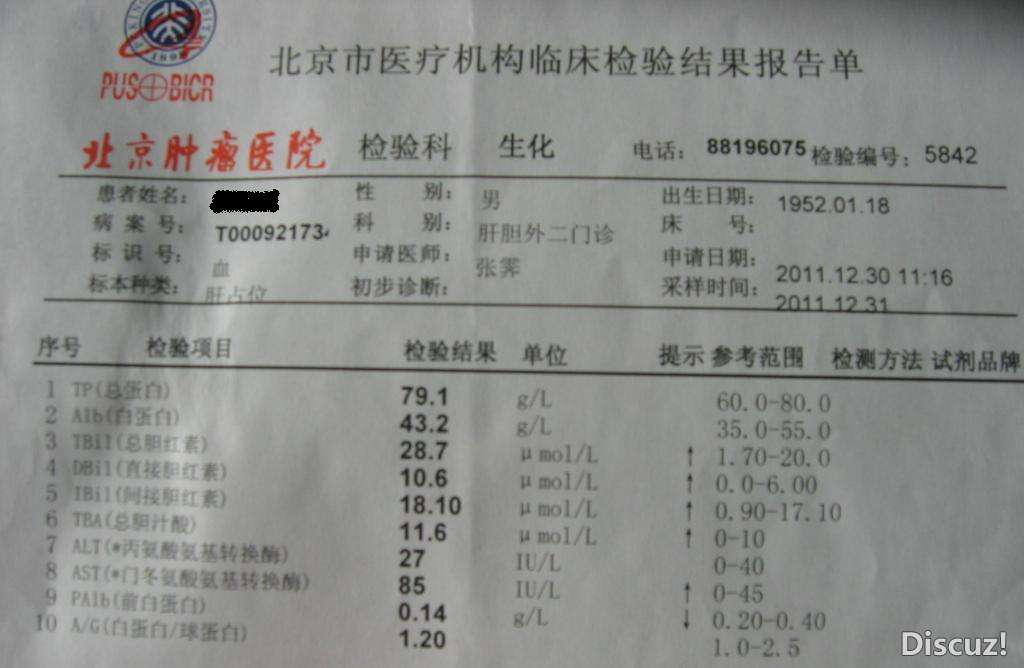 PUS BICR
北京市医疗机构临床检验结果报告单
北京肿瘤医院 检验科 生化 电话: 88196075 检验编号: 5842
患者姓名: 性 别: 男 出生日期: 1952.01.18
病 案 号: T00092173 科 别: 肝胆外二门诊 床 号:
标 识 号: 申请医师: 张霁 申请日期: 2011.12.30 11:16
标本种类: 血 初步诊断: 肝占位 采样时间: 2011.12.31
序号 检验项目 检验结果 单位 提示 参考范围 检测方法 试剂品牌
1 TP(总蛋白) 79.1 g/L 60.0-80.0
2 Alb(白蛋白) 43.2 g/L 35.0-55.0
3 TBil(总胆红素) 28.7 μmol/L ↑ 1.70-20.0
4 DBil(直接胆红素) 10.6 μmol/L ↑ 0.0-6.00
5 IBil(间接胆红素) 18.10 μmol/L ↑ 0.90-17.10
6 TBA(总胆汁酸) 11.6 μmol/L ↑ 0-10
7 ALT(*丙氨酸氨基转换酶) 27 IU/L 0-40
8 AST(*门冬氨酸氨基转换酶) 85 IU/L ↑ 0-45
9 PAlb(前白蛋白) 0.14 g/L ↓ 0.20-0.40
10 A/G(白蛋白/球蛋白) 1.20 1.0-2.5
Discuz!